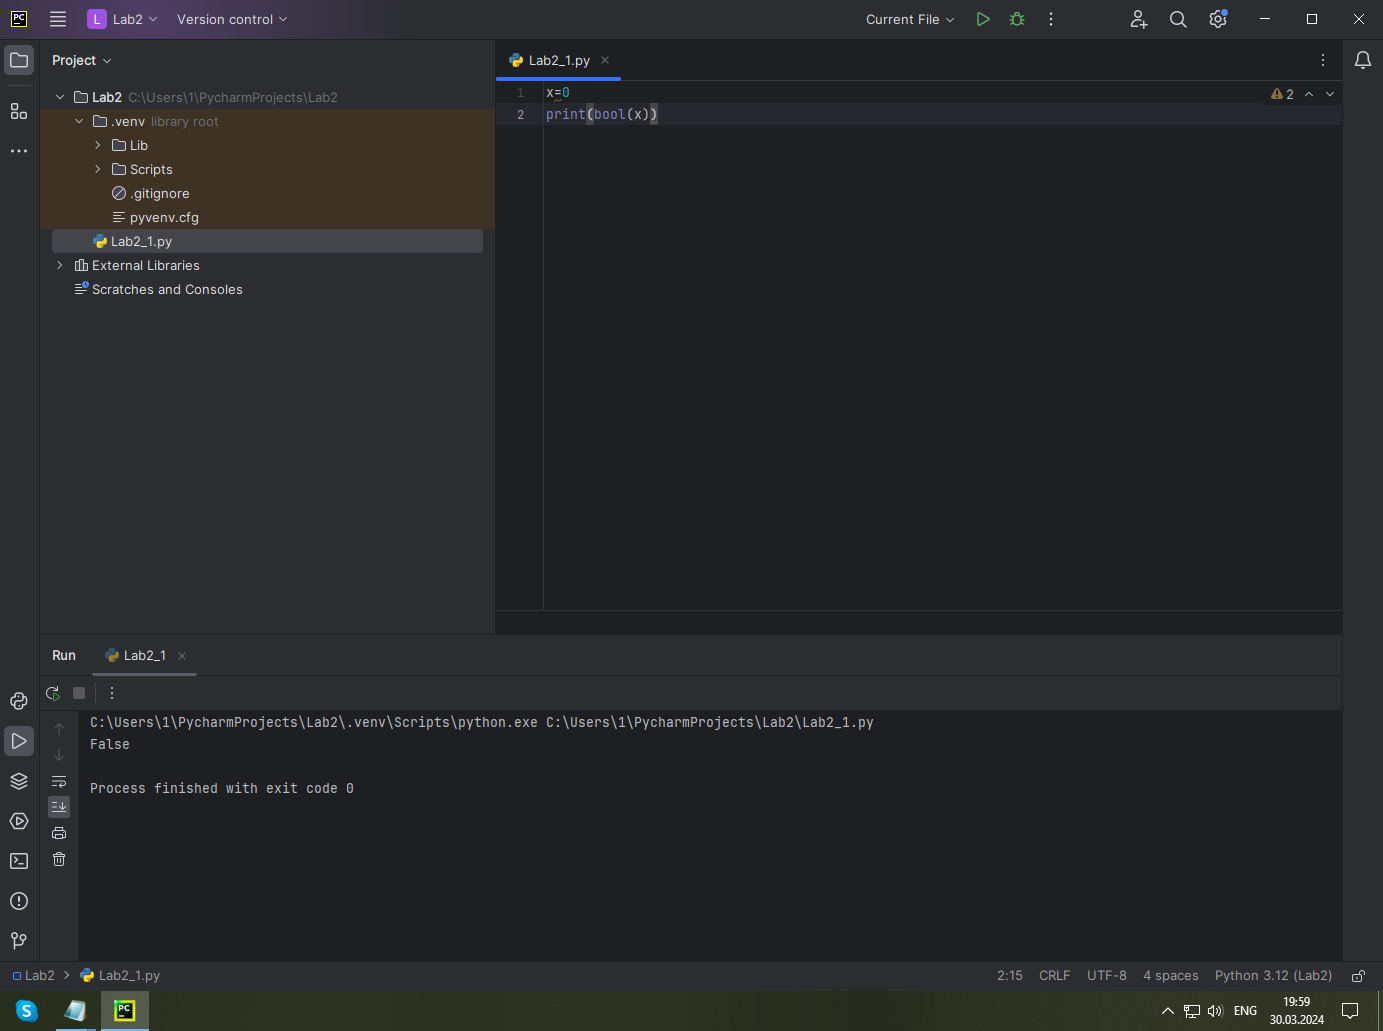 PC L Lab2 Version control Current File
Project
Lab2_1.py
Lab2 C:\Users\1\PycharmProjects\Lab2
.venv library root
Lib
Scripts
.gitignore
pyvenv.cfg
Lab2_1.py
External Libraries
Scratches and Consoles
1 x=0
2 print(bool(x))
2
Run Lab2_1
C:\Users\1\PycharmProjects\Lab2\.venv\Scripts\python.exe C:\Users\1\PycharmProjects\Lab2\Lab2_1.py
False
Process finished with exit code 0
Lab2 Lab2_1.py 2:15 CRLF UTF-8 4 spaces Python 3.12 (Lab2)
S PC ENG 19:59
30.03.2024